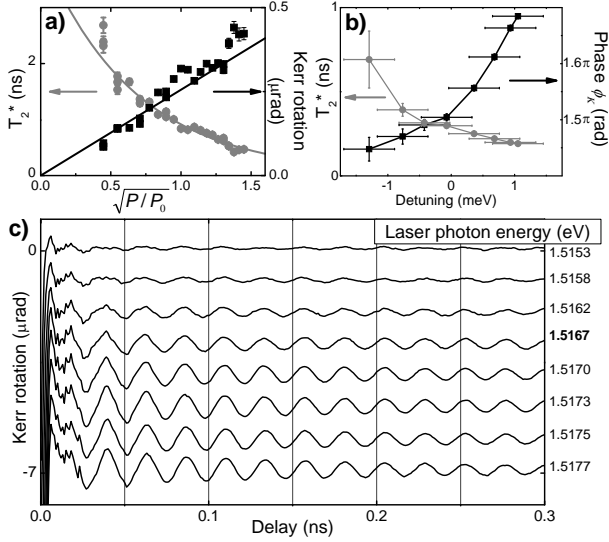 a)
2
1
0
T₂* (ns)
0.0
0.5
1.0
1.5
√P/P₀
0.5
0.0
Kerr rotation
(μrad)
b)
1
0
T₂* (ns)
-1
0
1
Detuning (meV)
1.6π
1.5π
Phase ϕ_K (rad)
c)
Laser photon energy (eV)
0
-7
Kerr rotation (μrad)
1.5153
1.5158
1.5162
1.5167
1.5170
1.5173
1.5175
1.5177
0.0
0.1
0.2
0.3
Delay (ns)